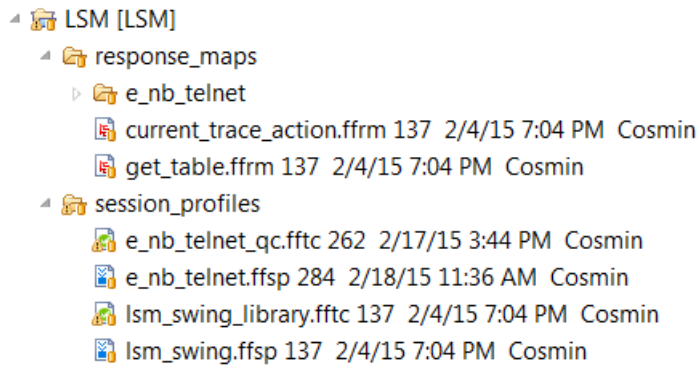 LSM [LSM]
response_maps
e_nb_telnet
current_trace_action.ffrm 137 2/4/15 7:04 PM Cosmin
get_table.ffrm 137 2/4/15 7:04 PM Cosmin
session_profiles
e_nb_telnet_qc.fftc 262 2/17/15 3:44 PM Cosmin
e_nb_telnet.ffsp 284 2/18/15 11:36 AM Cosmin
lsm_swing_library.fftc 137 2/4/15 7:04 PM Cosmin
lsm_swing.ffsp 137 2/4/15 7:04 PM Cosmin